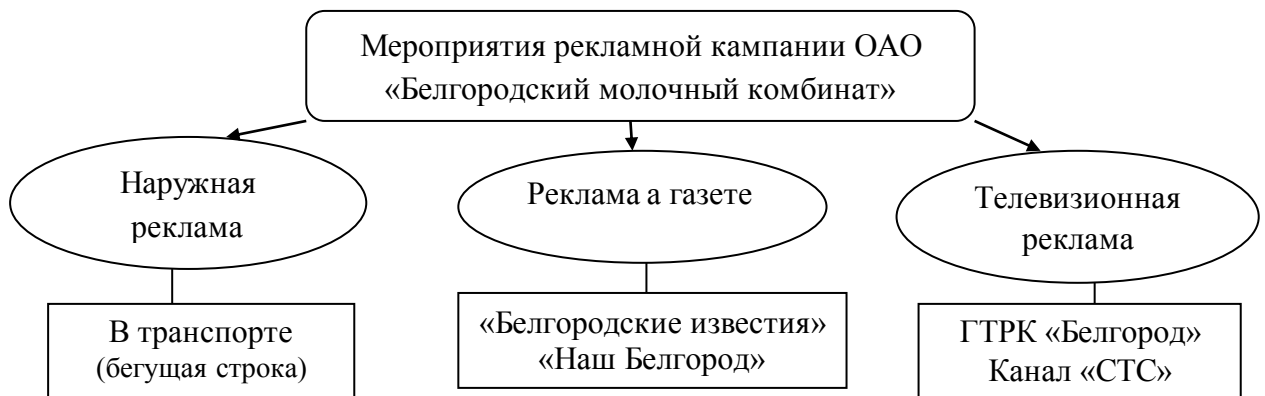 Мероприятия рекламной кампании ОАО
«Белгородский молочный комбинат»
Наружная
реклама
Реклама а газете
Телевизионная
реклама
В транспорте
(бегущая строка)
«Белгородские известия»
«Наш Белгород»
ГТРК «Белгород»
Канал «СТС»